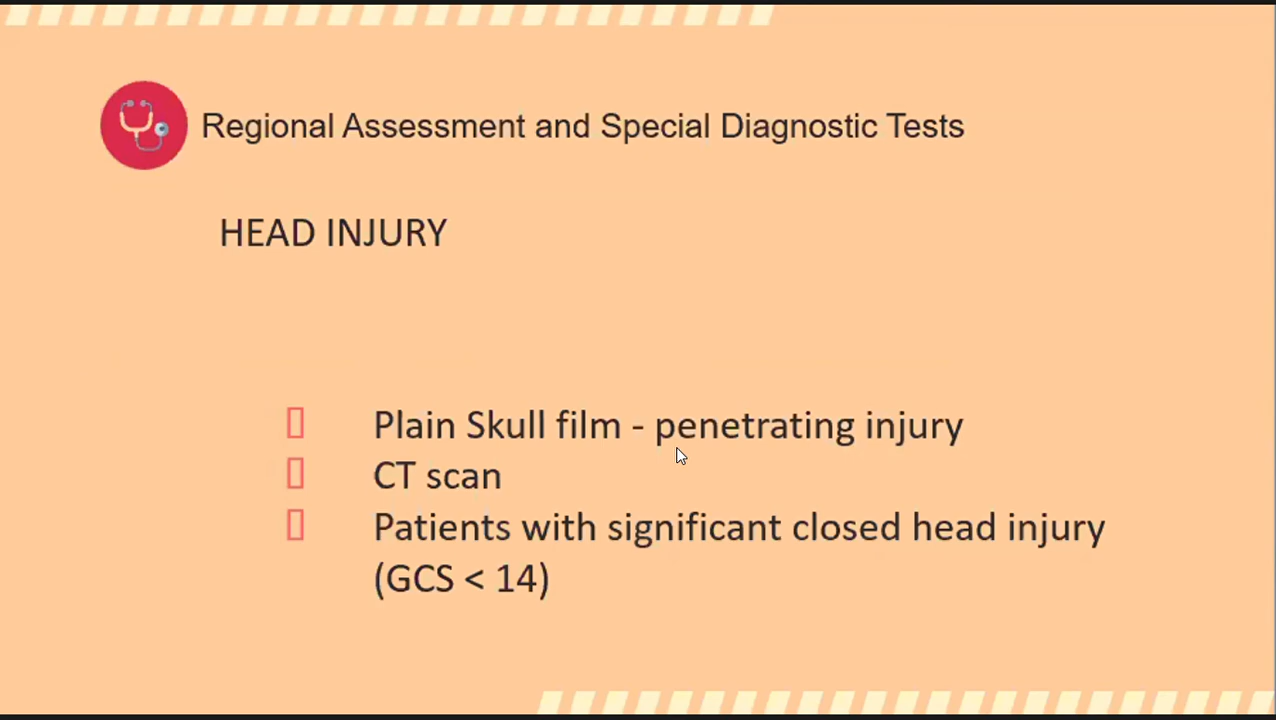 Regional Assessment and Special Diagnostic Tests
HEAD INJURY
Plain Skull film - penetrating injury
CT scan
Patients with significant closed head injury
(GCS < 14)